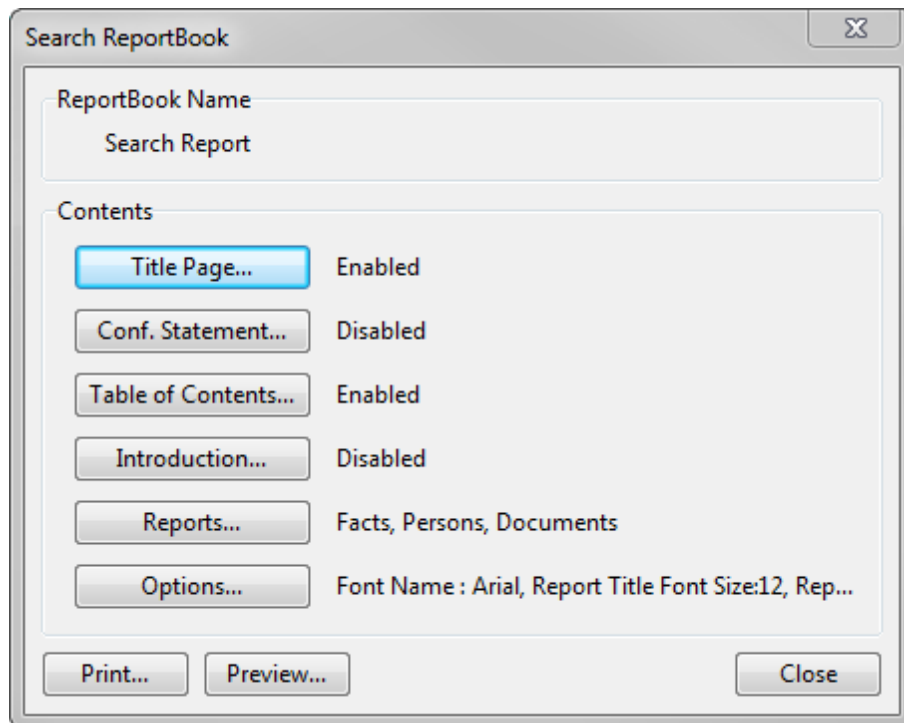 Search ReportBook
ReportBook Name
Search Report
Contents
Title Page... Enabled
Conf. Statement... Disabled
Table of Contents... Enabled
Introduction... Disabled
Reports... Facts, Persons, Documents
Options... Font Name : Arial, Report Title Font Size:12, Rep...
Print... Preview... Close